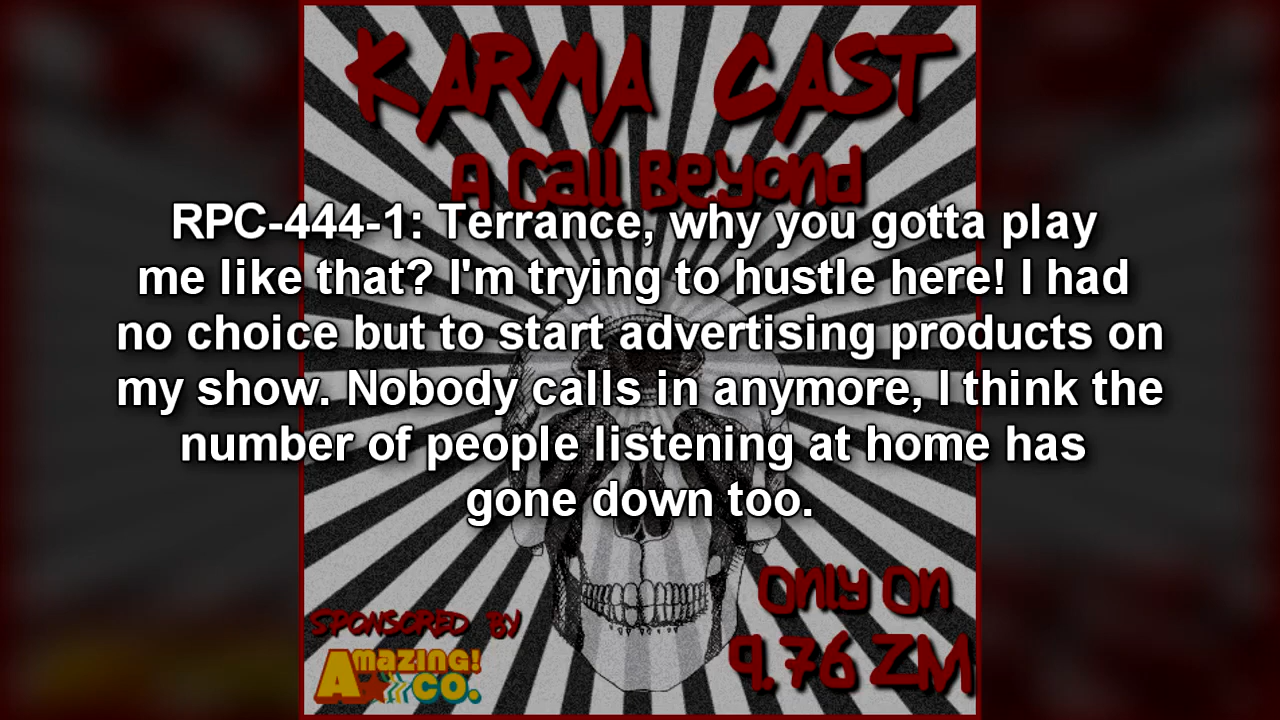 KARMA CAST
A Call Beyond
RPC-444-1: Terrance, why you gotta play
me like that? I'm trying to hustle here! I had
no choice but to start advertising products on
my show. Nobody calls in anymore, I think the
number of people listening at home has
gone down too.
Only On
9.76 ZM
SPONSORED BY
Amazing!
CO.